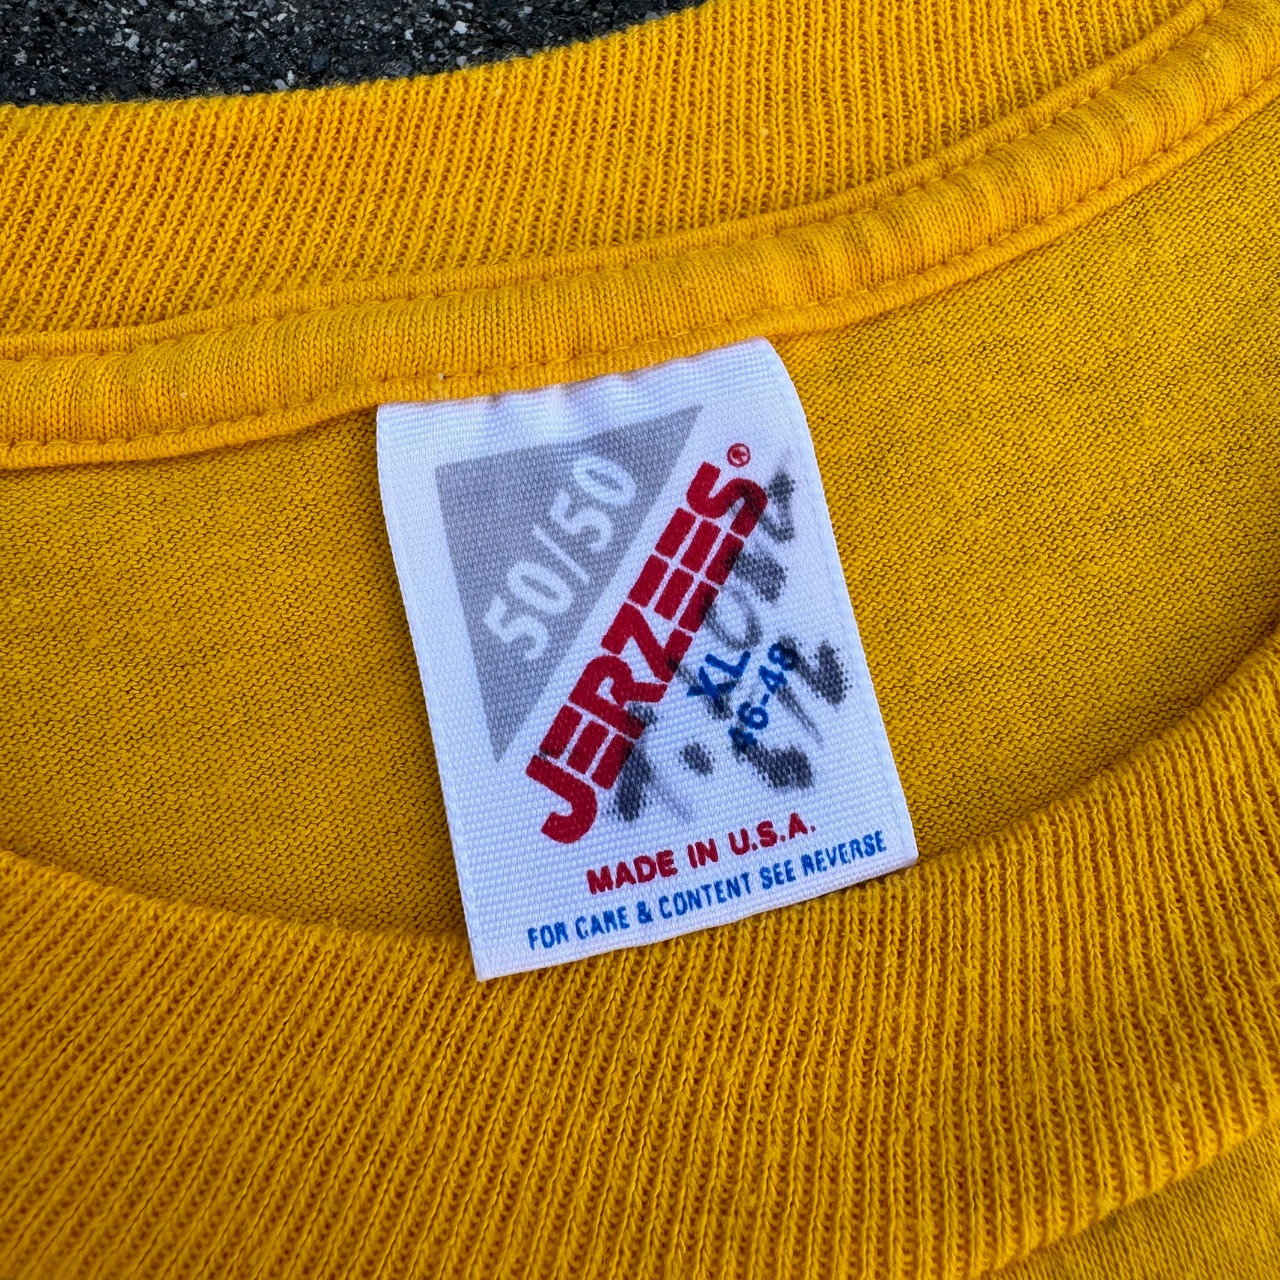 50/50
JERZEES®
XL
46-48
MADE IN U.S.A.
FOR CARE & CONTENT SEE REVERSE